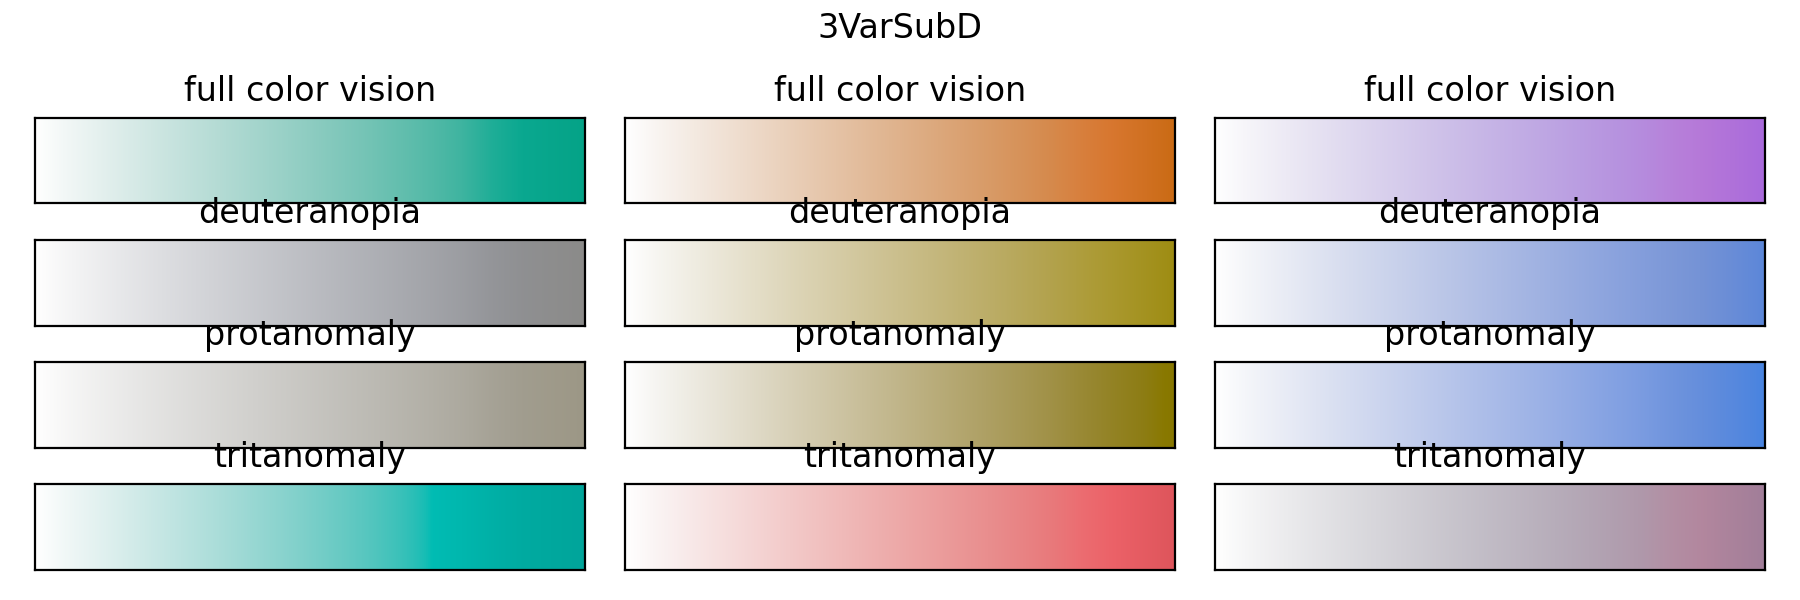 3VarSubD
full color vision full color vision full color vision
deuteranopia deuteranopia deuteranopia
protanomaly protanomaly protanomaly
tritanomaly tritanomaly tritanomaly